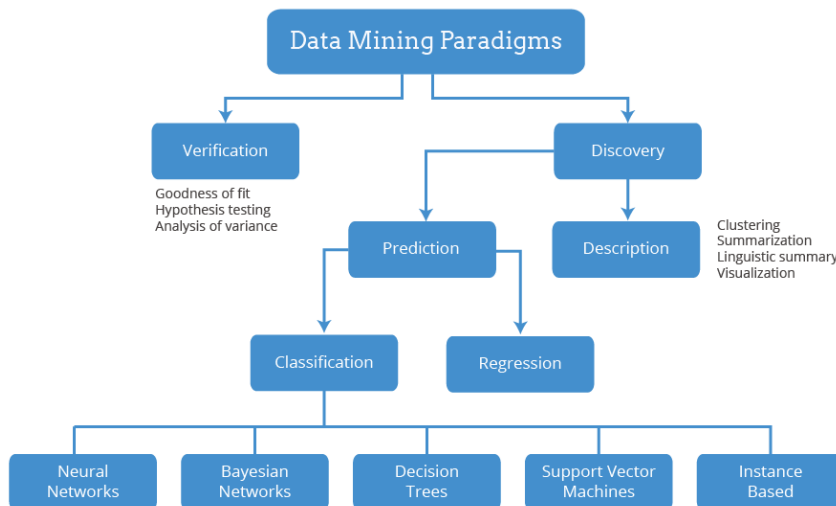 Data Mining Paradigms
Verification
Discovery
Goodness of fit
Hypothesis testing
Analysis of variance
Prediction
Description
Clustering
Summarization
Linguistic summary
Visualization
Classification
Regression
Neural
Networks
Bayesian
Networks
Decision
Trees
Support Vector
Machines
Instance
Based